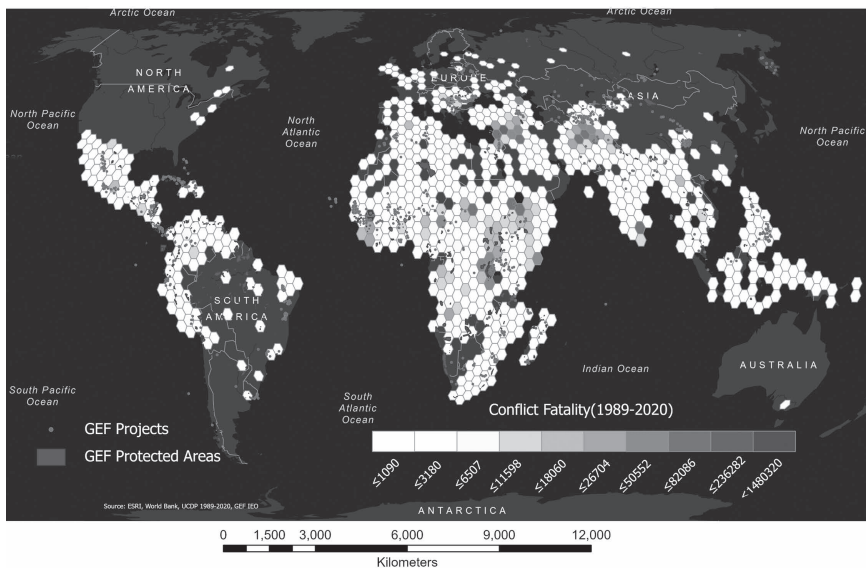 Arctic Ocean
Arctic Ocean
NORTH
AMERICA
EUROPE
ASIA
North Pacific
Ocean
North
Atlantic
Ocean
North Pacific
Ocean
SOUTH
AMERICA
Indian Ocean
AUSTRALIA
South Pacific
Ocean
South
Atlantic
Ocean
Conflict Fatality(1989-2020)
GEF Projects
GEF Protected Areas
≤1090
≤3180
≤6507
≤11598
≤18060
≤26704
≤50552
≤82086
≤236282
<1480320
Source: ESRI, World Bank, UCDP 1989-2020, GEF IEO
ANTARCTICA
0 1,500 3,000 6,000 9,000 12,000
Kilometers